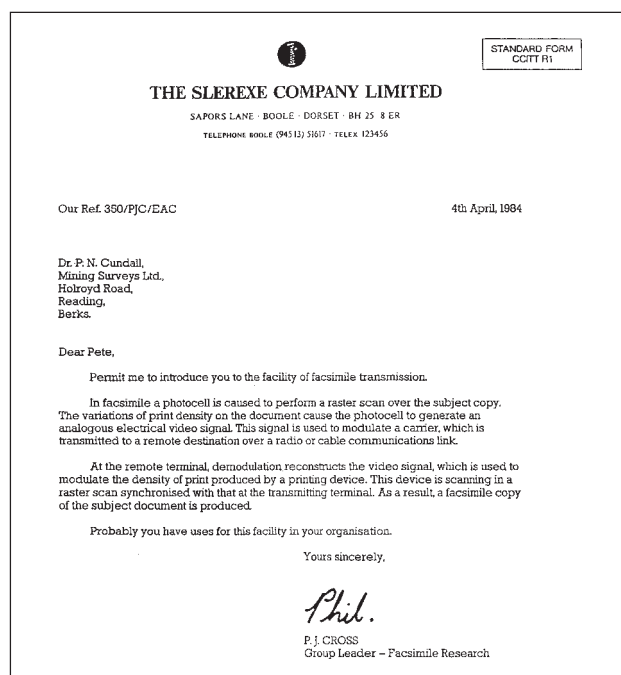 STANDARD FORM
CCITT R1
THE SLEREXE COMPANY LIMITED
SAPORS LANE · BOOLE · DORSET · BH 25 8 ER
TELEPHONE BOOLE (945 13) 51617 · TELEX 123456
Our Ref. 350/PJC/EAC
4th April, 1984
Dr. P. N. Cundall,
Mining Surveys Ltd.,
Holroyd Road,
Reading,
Berks.
Dear Pete,
Permit me to introduce you to the facility of facsimile transmission.
In facsimile a photocell is caused to perform a raster scan over the subject copy.
The variations of print density on the document cause the photocell to generate an
analogous electrical video signal. This signal is used to modulate a carrier, which is
transmitted to a remote destination over a radio or cable communications link.
At the remote terminal, demodulation reconstructs the video signal, which is used to
modulate the density of print produced by a printing device. This device is scanning in a
raster scan synchronised with that at the transmitting terminal. As a result, a facsimile copy
of the subject document is produced.
Probably you have uses for this facility in your organisation.
Yours sincerely,
Phil.
P. J. CROSS
Group Leader – Facsimile Research